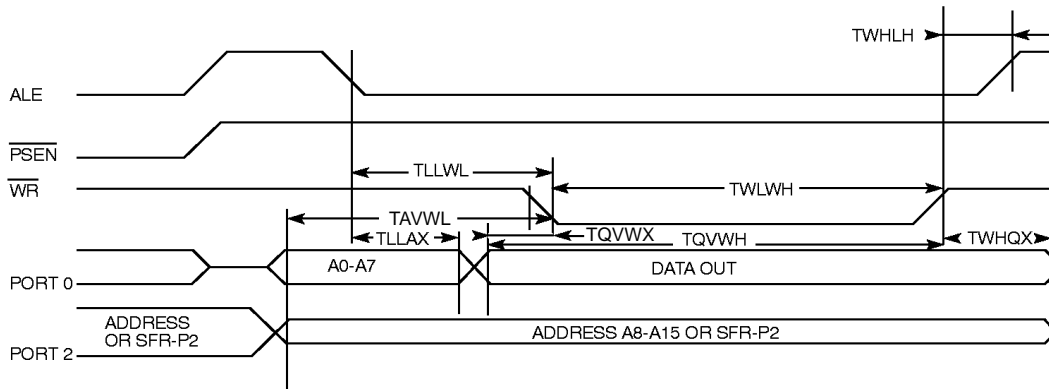 TWHLH
ALE
PSEN
TLLWL
WR
TWLWH
TAVWL
TLLAX
TQVWX
TQVWH
TWHQX
A0-A7
DATA OUT
PORT 0
ADDRESS
OR SFR-P2
ADDRESS A8-A15 OR SFR-P2
PORT 2